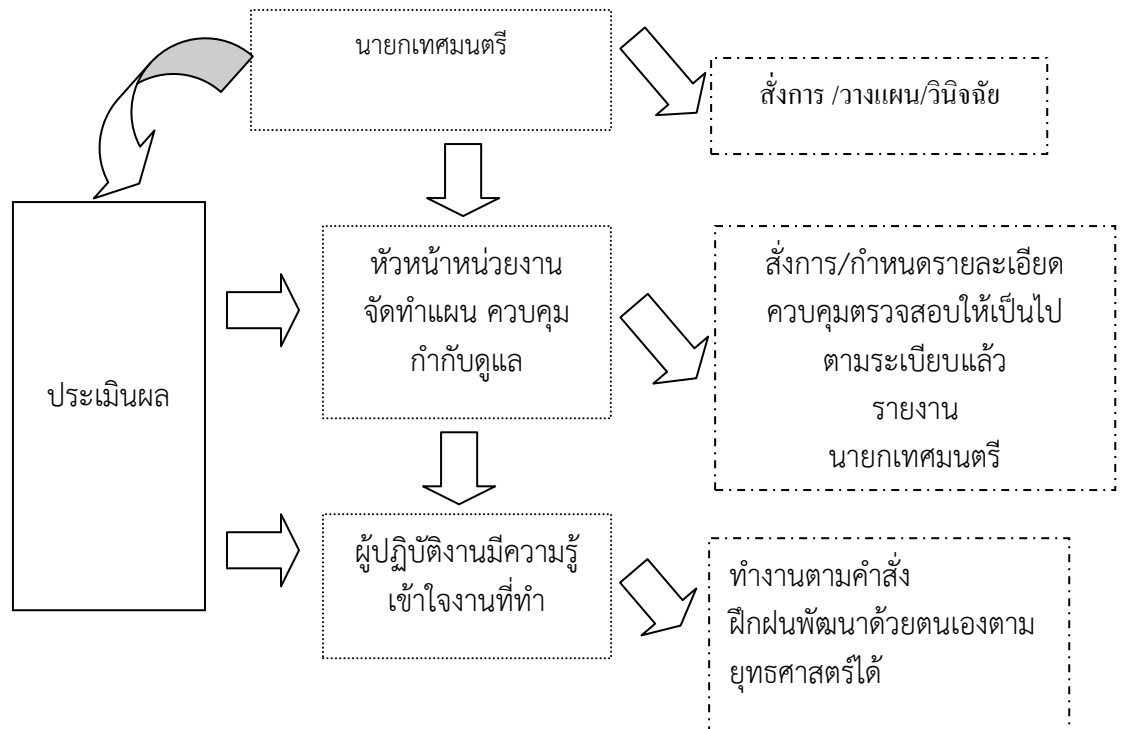 นายกเทศมนตรี
สั่งการ /วางแผน/วินิจฉัย
หัวหน้าหน่วยงาน
จัดทำแผน ควบคุม
กำกับดูแล
สั่งการ/กำหนดรายละเอียด
ควบคุมตรวจสอบให้เป็นไป
ตามระเบียบแล้ว
รายงาน
นายกเทศมนตรี
ประเมินผล
ผู้ปฏิบัติงานมีความรู้
เข้าใจงานที่ทำ
ทำงานตามคำสั่ง
ฝึกฝนพัฒนาด้วยตนเองตาม
ยุทธศาสตร์ได้